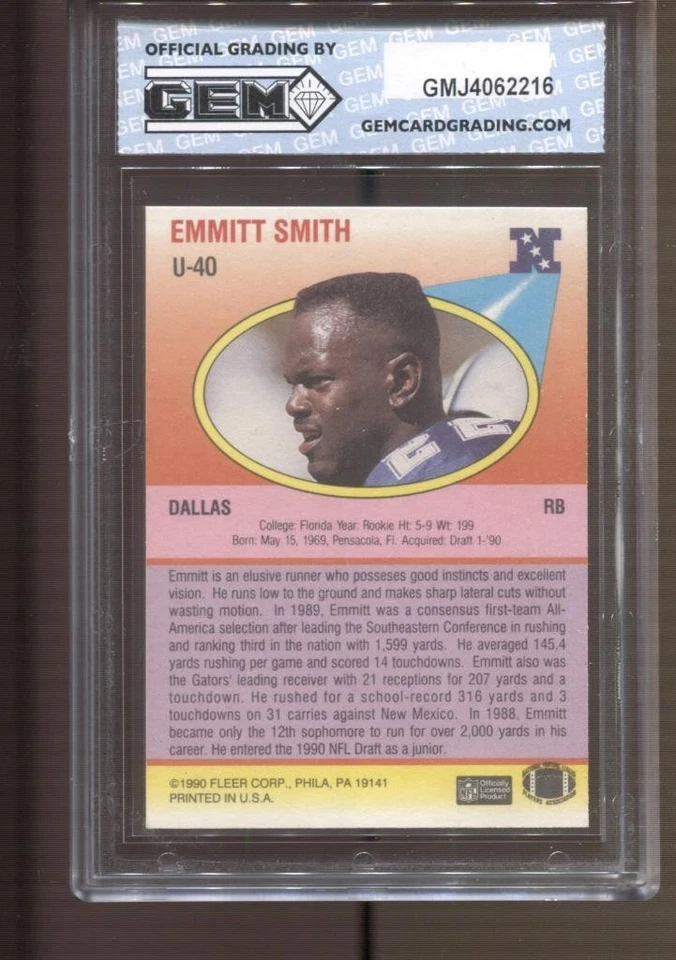 OFFICIAL GRADING BY
GEM
GMJ4062216
GEMCARDGRADING.COM
EMMITT SMITH
U-40
N
DALLAS
RB
College: Florida Year: Rookie Ht: 5-9 Wt: 199
Born: May 15, 1969, Pensacola, Fl. Acquired: Draft 1-'90
Emmitt is an elusive runner who posseses good instincts and excellent
vision. He runs low to the ground and makes sharp lateral cuts without
wasting motion. In 1989, Emmitt was a consensus first-team All-
America selection after leading the Southeastern Conference in rushing
and ranking third in the nation with 1,599 yards. He averaged 145.4
yards rushing per game and scored 14 touchdowns. Emmitt also was
the Gators' leading receiver with 21 receptions for 207 yards and a
touchdown. He rushed for a school-record 316 yards and 3
touchdowns on 31 carries against New Mexico. In 1988, Emmitt
became only the 12th sophomore to run for over 2,000 yards in his
career. He entered the 1990 NFL Draft as a junior.
©1990 FLEER CORP., PHILA, PA 19141
PRINTED IN U.S.A.
NFL
Officially
Licensed
Product